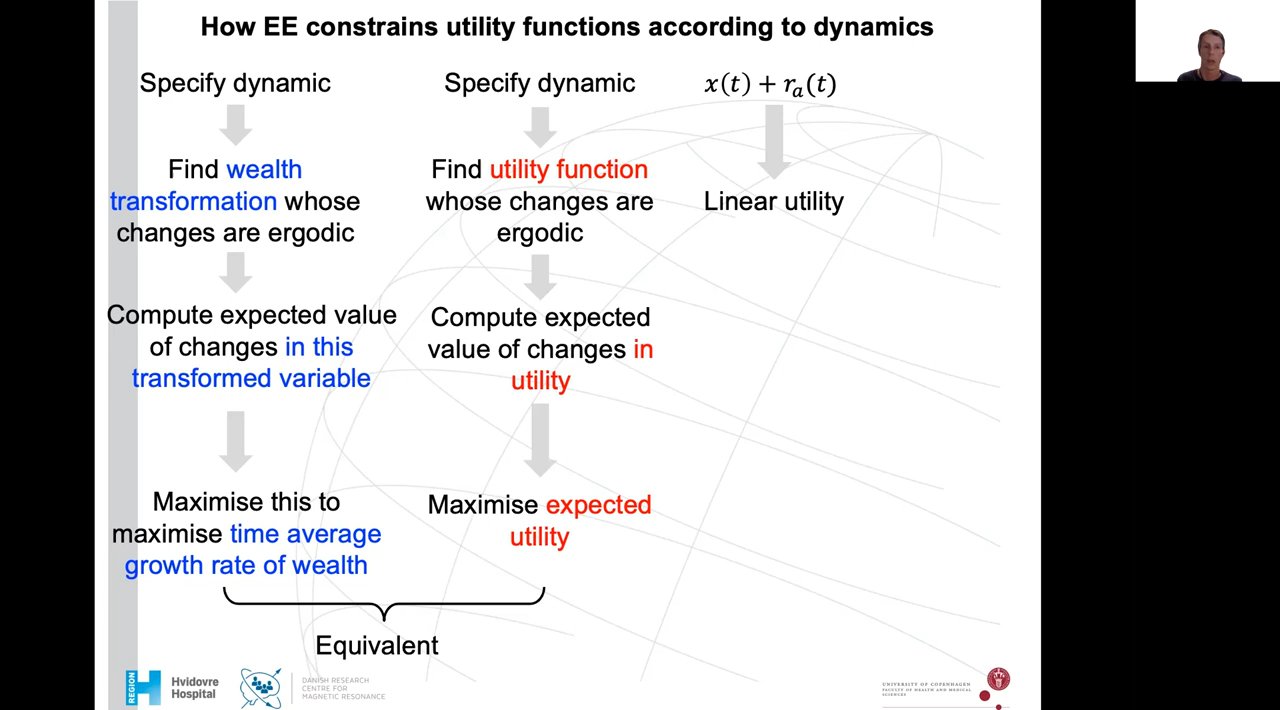 How EE constrains utility functions according to dynamics
Specify dynamic
Find wealth
transformation whose
changes are ergodic
Compute expected value
of changes in this
transformed variable
Maximise this to
maximise time average
growth rate of wealth
Specify dynamic
Find utility function
whose changes are
ergodic
Compute expected
value of changes in
utility
Maximise expected
utility
Equivalent
x(t) + rₐ(t)
Linear utility
REGION
H
Hvidovre
Hospital
DANISH RESEARCH
CENTRE FOR
MAGNETIC RESONANCE
UNIVERSITY OF COPENHAGEN
FACULTY OF HEALTH AND MEDICAL
SCIENCES